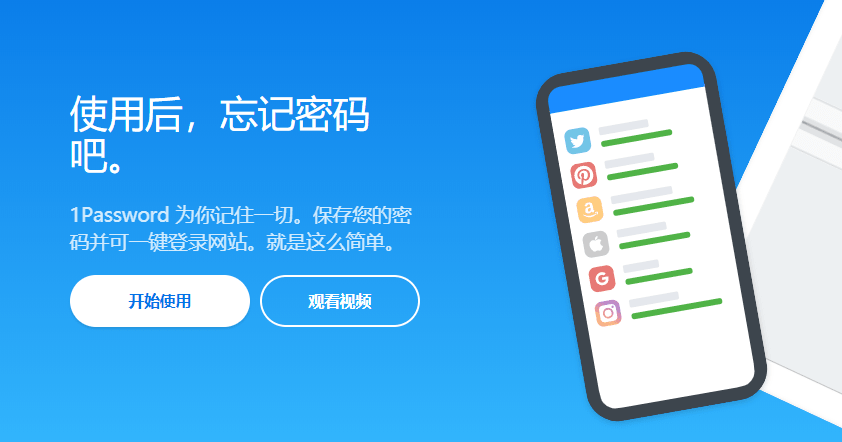 使用后，忘记密码
吧。
1Password 为你记住一切。保存您的密
码并可一键登录网站。就是这么简单。
开始使用
观看视频